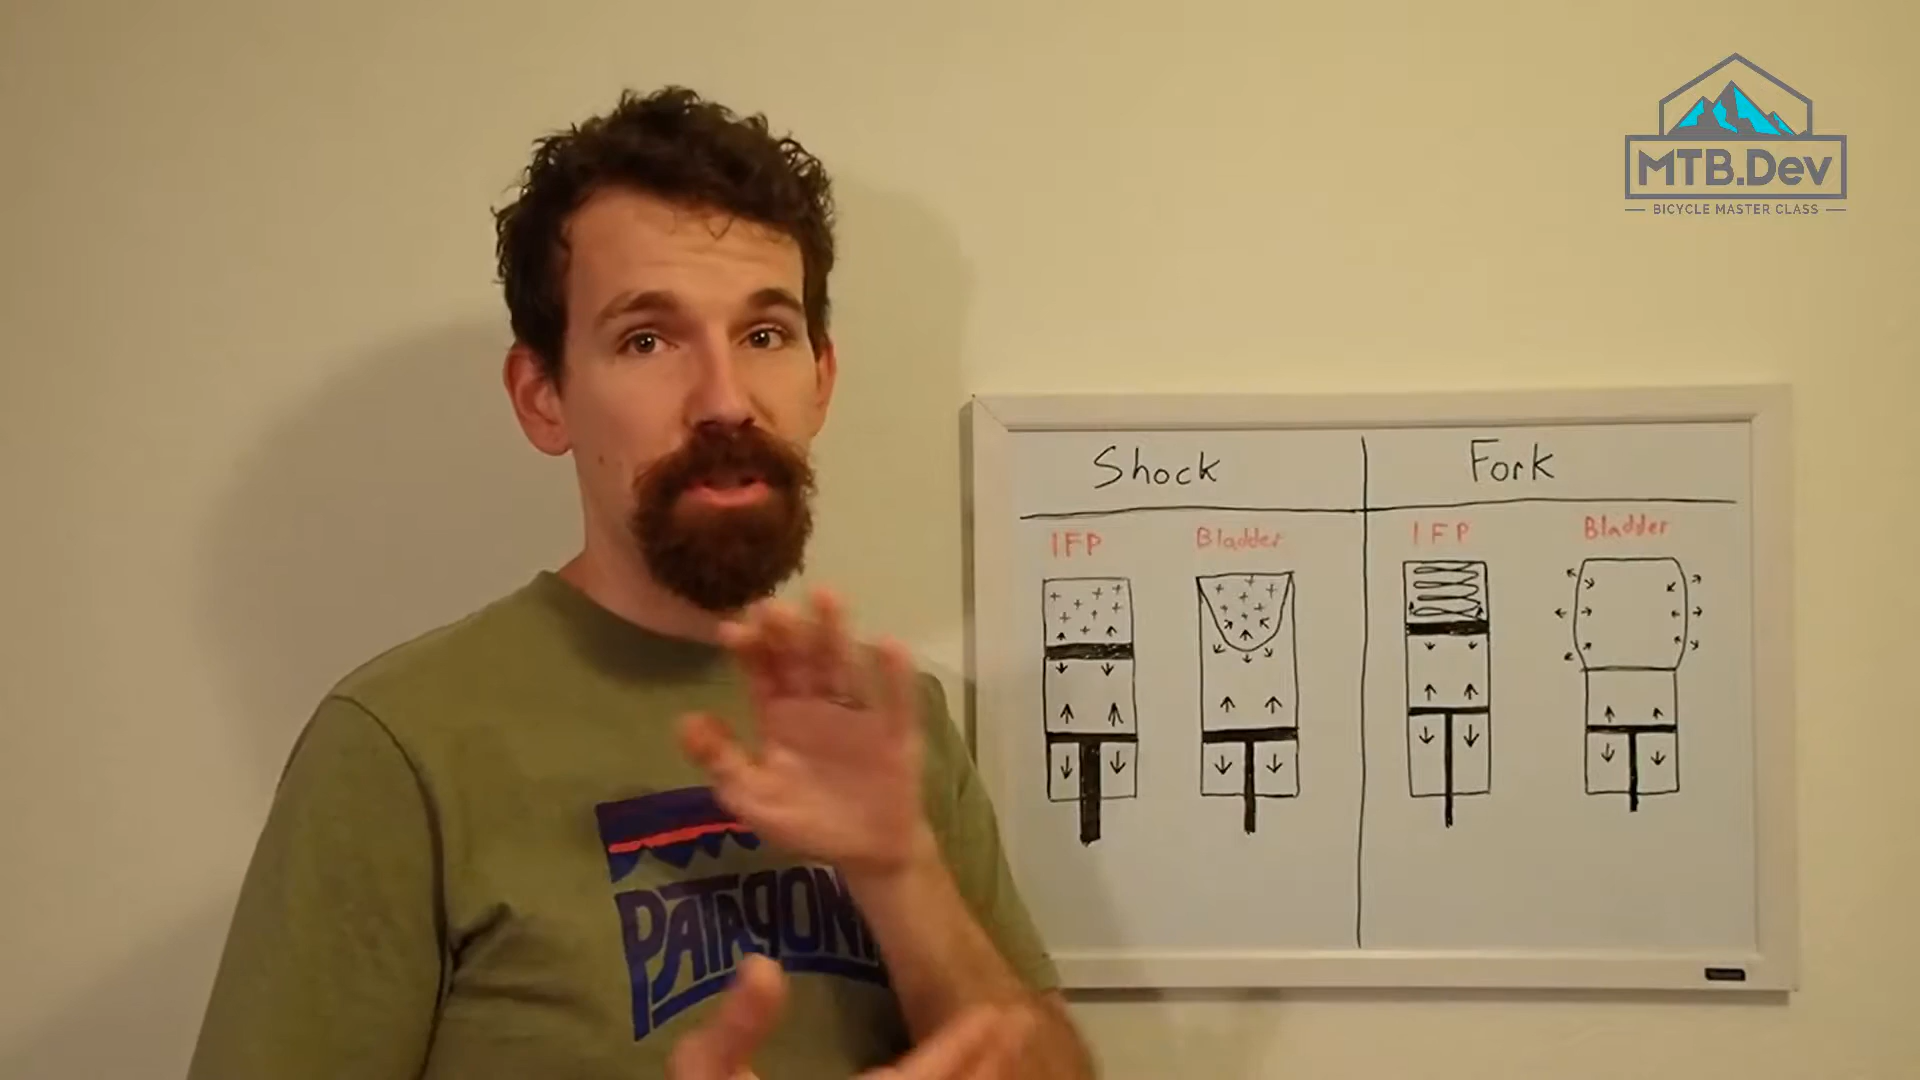 MTB.Dev
BICYCLE MASTER CLASS
Shock
Fork
IFP
Bladder
IFP
Bladder